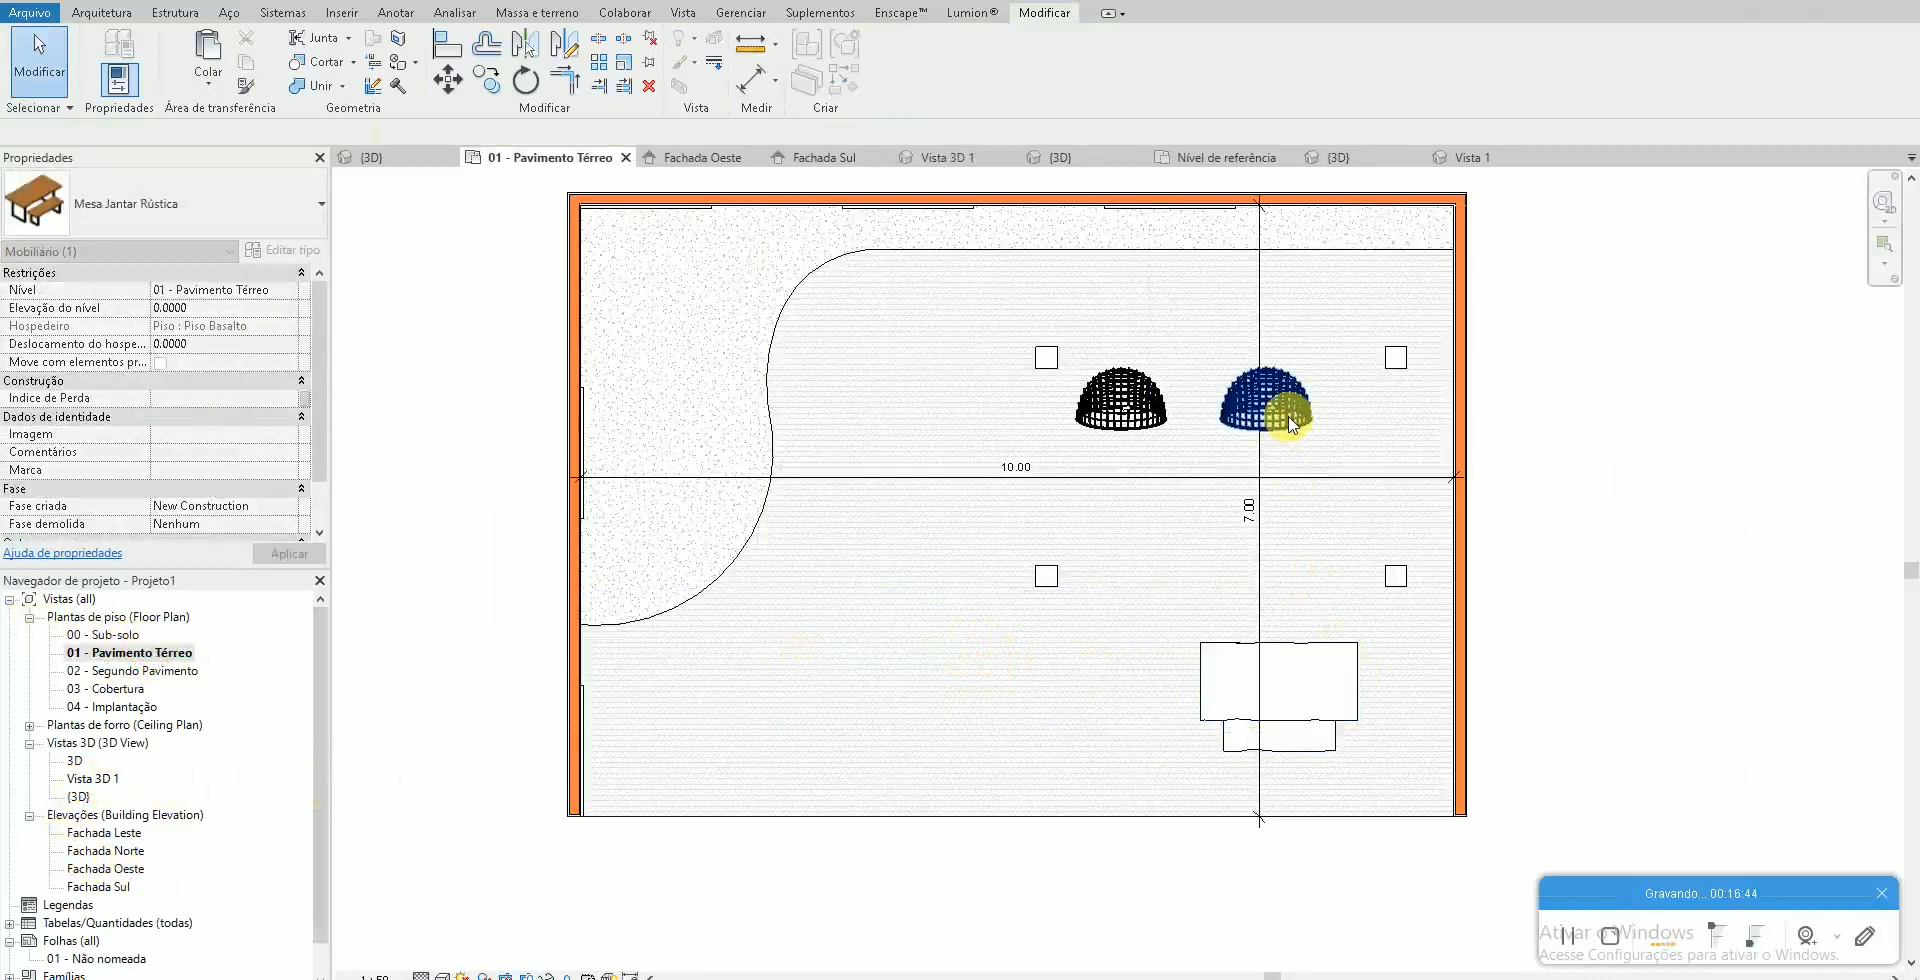 Arquivo Arquitetura Estrutura Aço Sistemas Inserir Anotar Analisar Massa e terreno Colaborar Vista Gerenciar Suplementos Enscape™ Lumion® Modificar
Modificar Colar Junta Cortar Unir
Selecionar Propriedades Área de transferência Geometria Modificar Vista Medir Criar
Propriedades
{3D} 01 - Pavimento Térreo Fachada Oeste Fachada Sul Vista 3D 1 {3D} Nível de referência {3D} Vista 1
Mesa Jantar Rústica
Mobiliário (1) Editar tipo
Restrições
Nível 01 - Pavimento Térreo
Elevação do nível 0.0000
Hospedeiro Piso : Piso Basalto
Deslocamento do hospe... 0.0000
Move com elementos pr...
Construção
Indice de Perda
Dados de identidade
Imagem
Comentários
Marca
Fase
Fase criada New Construction
Fase demolida Nenhum
Ajuda de propriedades Aplicar
Navegador de projeto - Projeto1
Vistas (all)
Plantas de piso (Floor Plan)
00 - Sub-solo
01 - Pavimento Térreo
02 - Segundo Pavimento
03 - Cobertura
04 - Implantação
Plantas de forro (Ceiling Plan)
Vistas 3D (3D View)
3D
Vista 3D 1
{3D}
Elevações (Building Elevation)
Fachada Leste
Fachada Norte
Fachada Oeste
Fachada Sul
Legendas
Tabelas/Quantidades (todas)
Folhas (all)
01 - Não nomeada
Famílias
10.00
7.00
Gravando... 00:16:44
Ativar o Windows
Acesse Configurações para ativar o Windows.